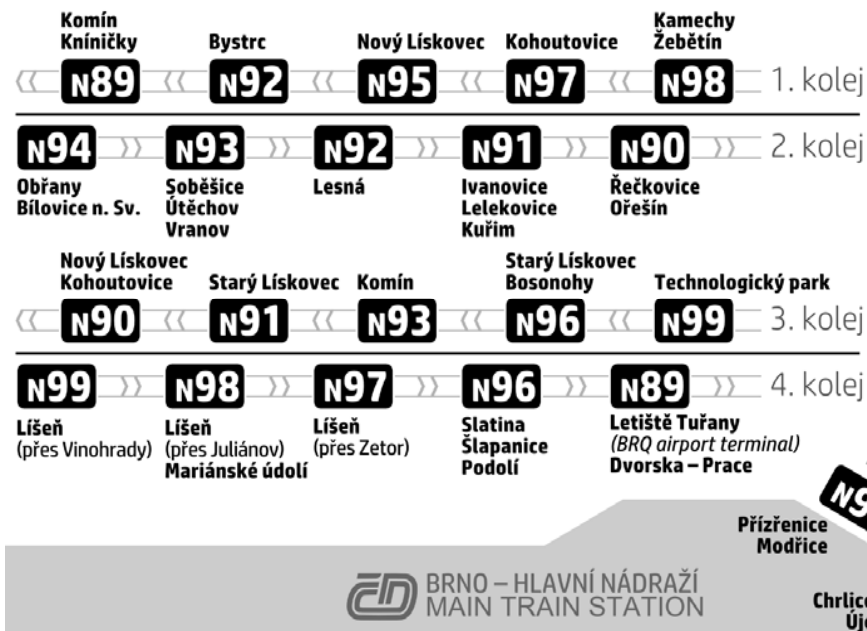 Komín
Kníničky
Bystrc
Nový Lískovec
Kohoutovice
Kamechy
Žebětín
N89
N92
N95
N97
N98
1. kolej
N94
N93
N92
N91
N90
2. kolej
Obřany
Bílovice n. Sv.
Soběšice
Útěchov
Vranov
Lesná
Ivanovice
Lelekovice
Kuřim
Řečkovice
Ořešín
Nový Lískovec
Kohoutovice
Starý Lískovec
Komín
Starý Lískovec
Bosonohy
Technologický park
N90
N91
N93
N96
N99
3. kolej
N99
N98
N97
N96
N89
4. kolej
Líšeň
(přes Vinohrady)
Líšeň
(přes Juliánov)
Mariánské údolí
Líšeň
(přes Zetor)
Slatina
Šlapanice
Podolí
Letiště Tuřany
(BRQ airport terminal)
Dvorska – Prace
Přízřenice
Modřice
ČD
BRNO – HLAVNÍ NÁDRAŽÍ
MAIN TRAIN STATION